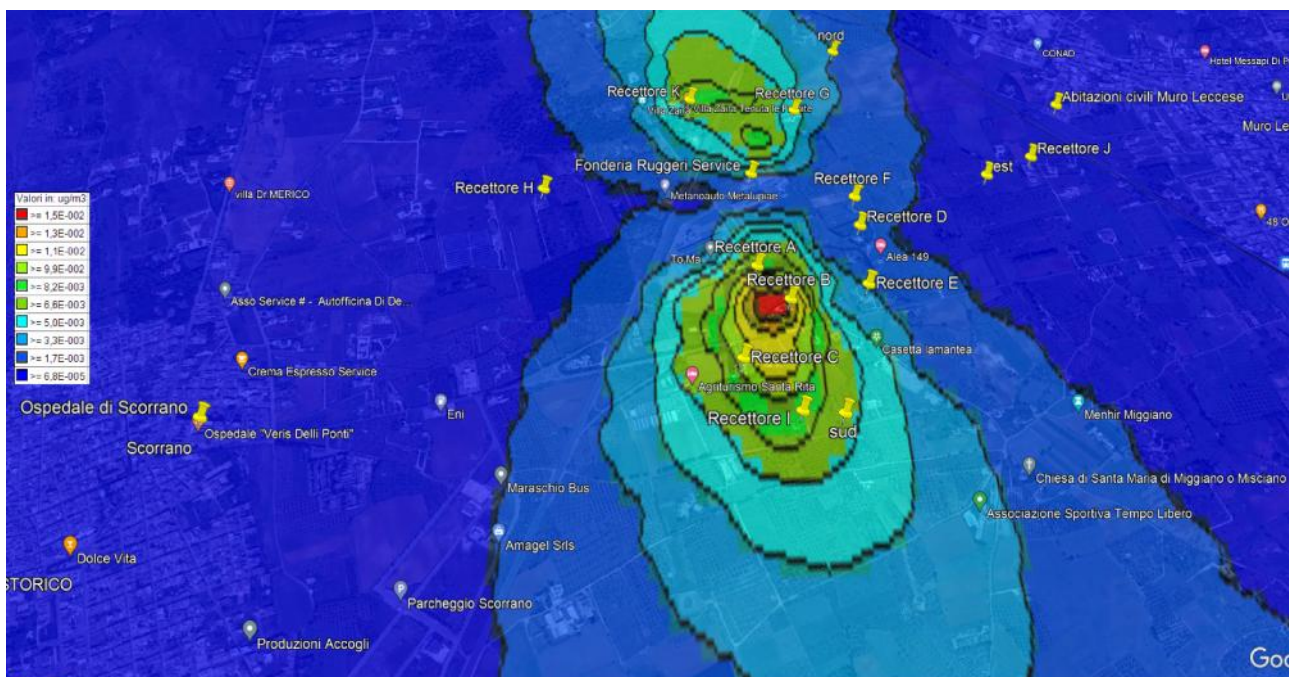 nord
CONAD
Hotel Messapi Di P
Recettore K
Recettore G
Abitazioni civili Muro Leccese
Muro Le
Fonderia Ruggeri Service
Recettore J
est
villa Dr MERICO
Recettore H
Metanoauto Meralupiae
Recettore F
Recettore D
48 O
Valori in: ug/m3
>= 1,5E-002
>= 1,3E-002
>= 1,1E-002
>= 9,9E-002
>= 8,2E-003
>= 6,6E-003
>= 5,0E-003
>= 3,3E-003
>= 1,7E-003
>= 6,8E-005
To.Ma.
Recettore A
Alea 149
Recettore B
Recettore E
Asso Service # - Autofficina Di De...
Casetta lamantea
Recettore C
Crema Espresso Service
Agriturismo Santa Rita
Ospedale di Scorrano
Eni
Recettore I
Menhir Miggiano
Ospedale "Veris Delli Ponti"
sud
Scorrano
Chiesa di Santa Maria di Miggiano o Misciano
Maraschio Bus
Associazione Sportiva Tempo Libero
Amagel Srls
Dolce Vita
STORICO
Parcheggio Scorrano
Produzioni Accogli
Goo